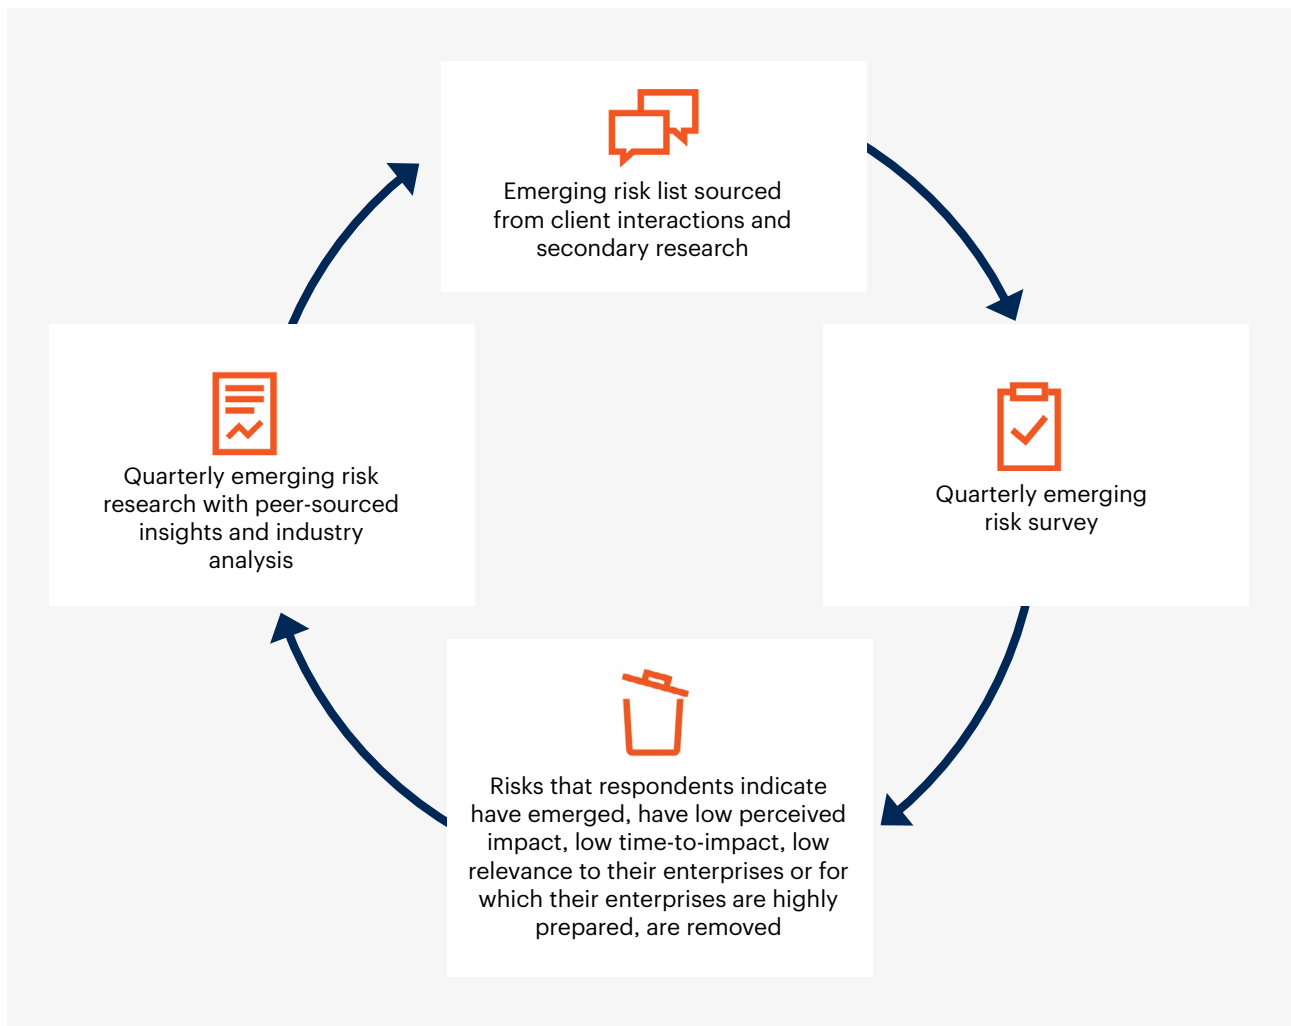 Emerging risk list sourced
from client interactions and
secondary research
Quarterly emerging risk
research with peer-sourced
insights and industry
analysis
Quarterly emerging
risk survey
Risks that respondents indicate
have emerged, have low perceived
impact, low time-to-impact, low
relevance to their enterprises or for
which their enterprises are highly
prepared, are removed